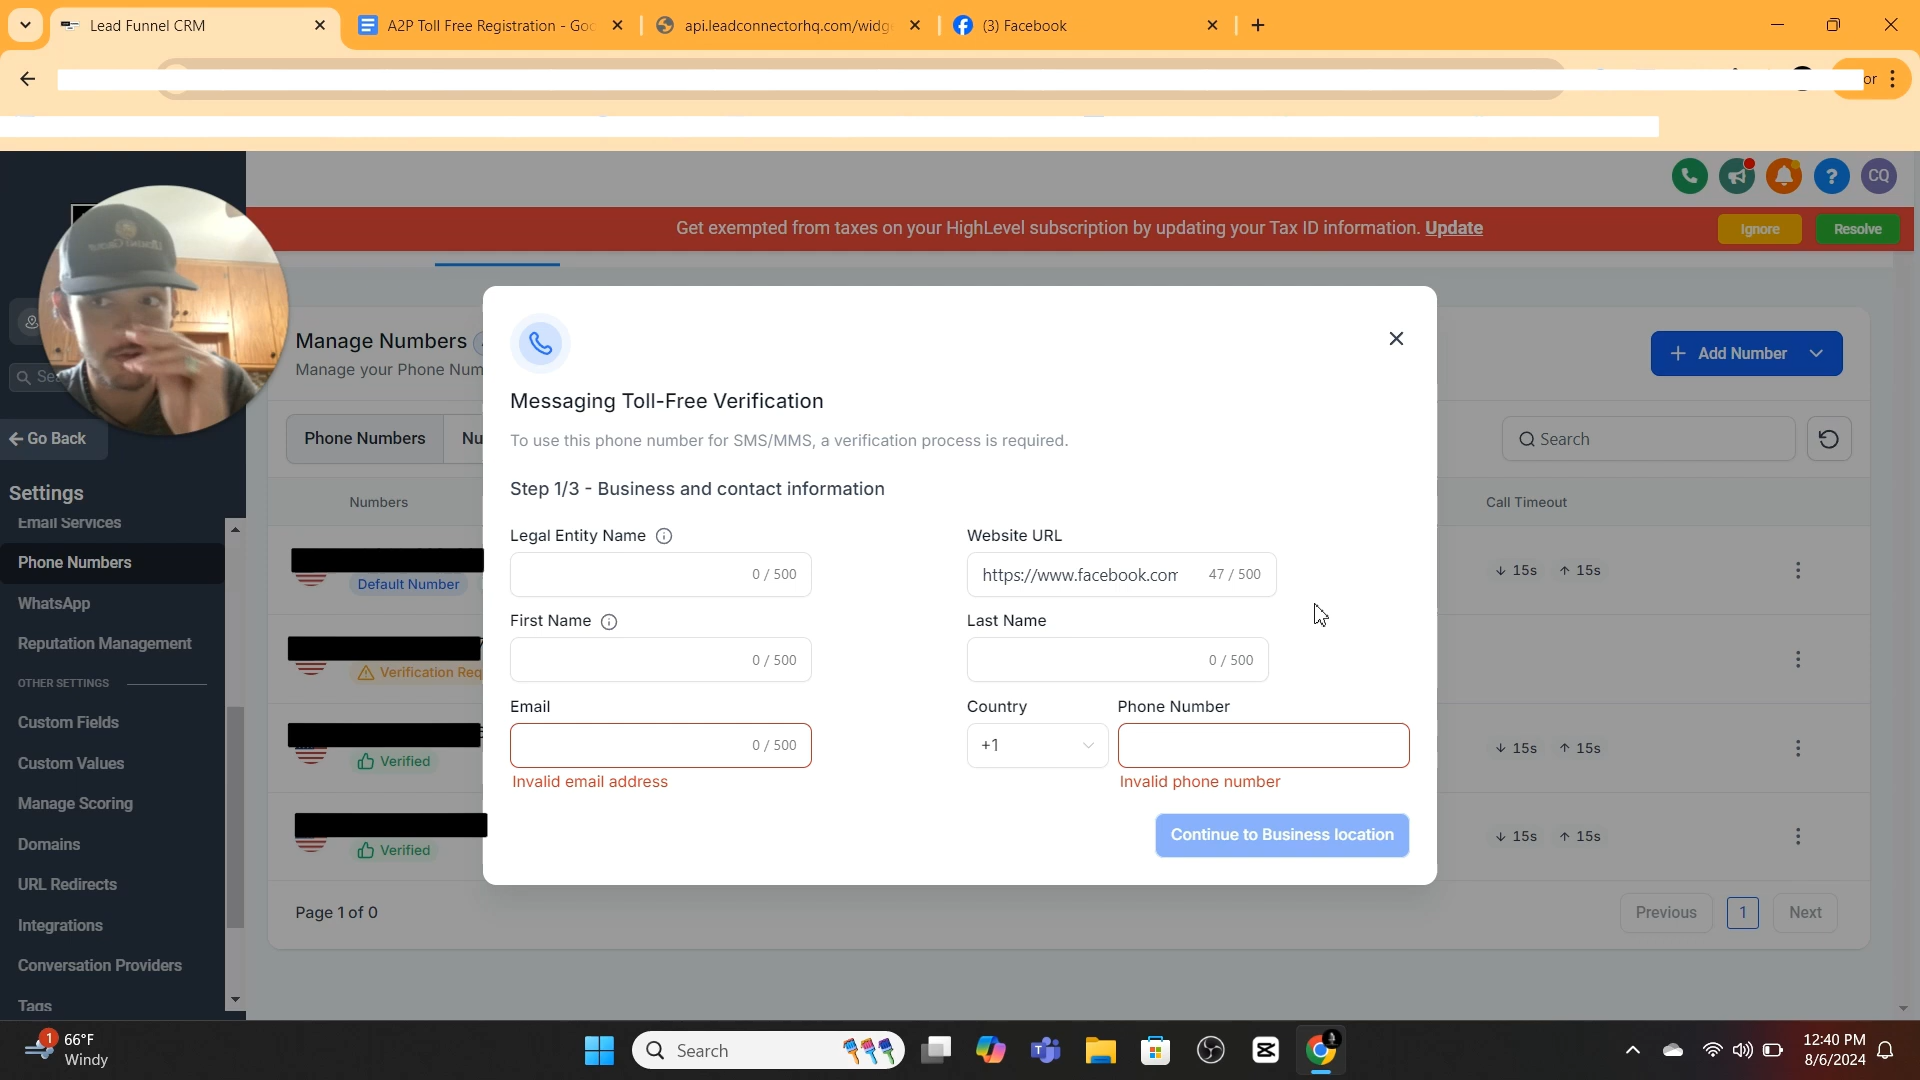 Lead Funnel CRM
A2P Toll Free Registration - Goo
api.leadconnectorhq.com/widg
(3) Facebook
or
CQ
Get exempted from taxes on your HighLevel subscription by updating your Tax ID information. Update
Ignore
Resolve
Manage Numbers
Manage your Phone Num
Add Number
Sea
Go Back
Phone Numbers
Nu
Search
Settings
Email Services
Phone Numbers
WhatsApp
Reputation Management
OTHER SETTINGS
Custom Fields
Custom Values
Manage Scoring
Domains
URL Redirects
Integrations
Conversation Providers
Tags
Numbers
Call Timeout
Default Number
15s 15s
Verification Req
Verified
15s 15s
Verified
15s 15s
Page 1 of 0
Previous
1
Next
Messaging Toll-Free Verification
To use this phone number for SMS/MMS, a verification process is required.
Step 1/3 - Business and contact information
Legal Entity Name
0 / 500
Website URL
https://www.facebook.com
47 / 500
First Name
0 / 500
Last Name
0 / 500
Email
0 / 500
Invalid email address
Country
+1
Phone Number
Invalid phone number
Continue to Business location
1
66°F
Windy
Search
12:40 PM
8/6/2024